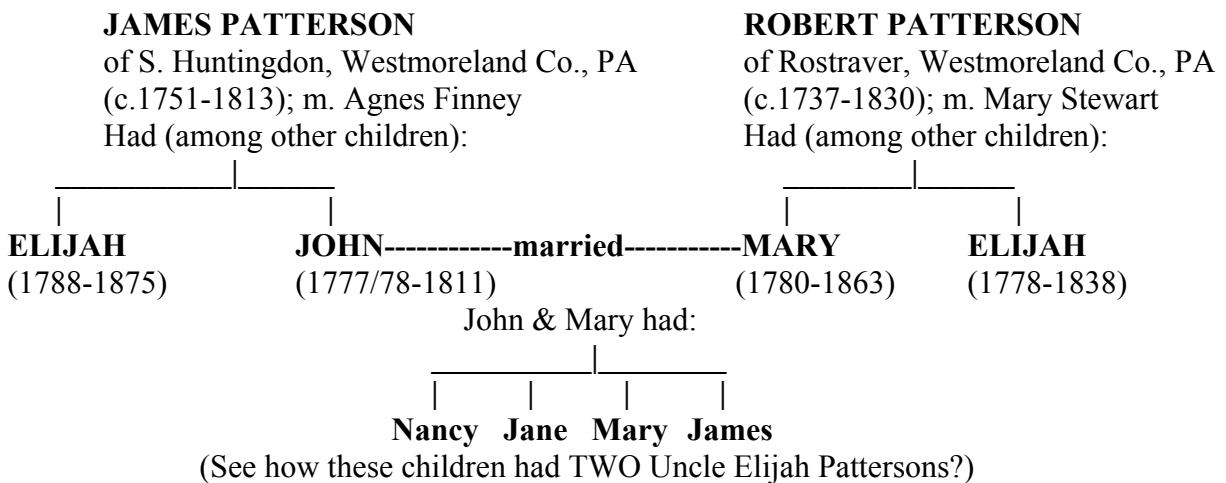 JAMES PATTERSON ROBERT PATTERSON
of S. Huntingdon, Westmoreland Co., PA of Rostraver, Westmoreland Co., PA
(c.1751-1813); m. Agnes Finney (c.1737-1830); m. Mary Stewart
Had (among other children): Had (among other children):
ELIJAH JOHN------------married-----------MARY ELIJAH
(1788-1875) (1777/78-1811) (1780-1863) (1778-1838)
John & Mary had:
Nancy Jane Mary James
(See how these children had TWO Uncle Elijah Pattersons?)